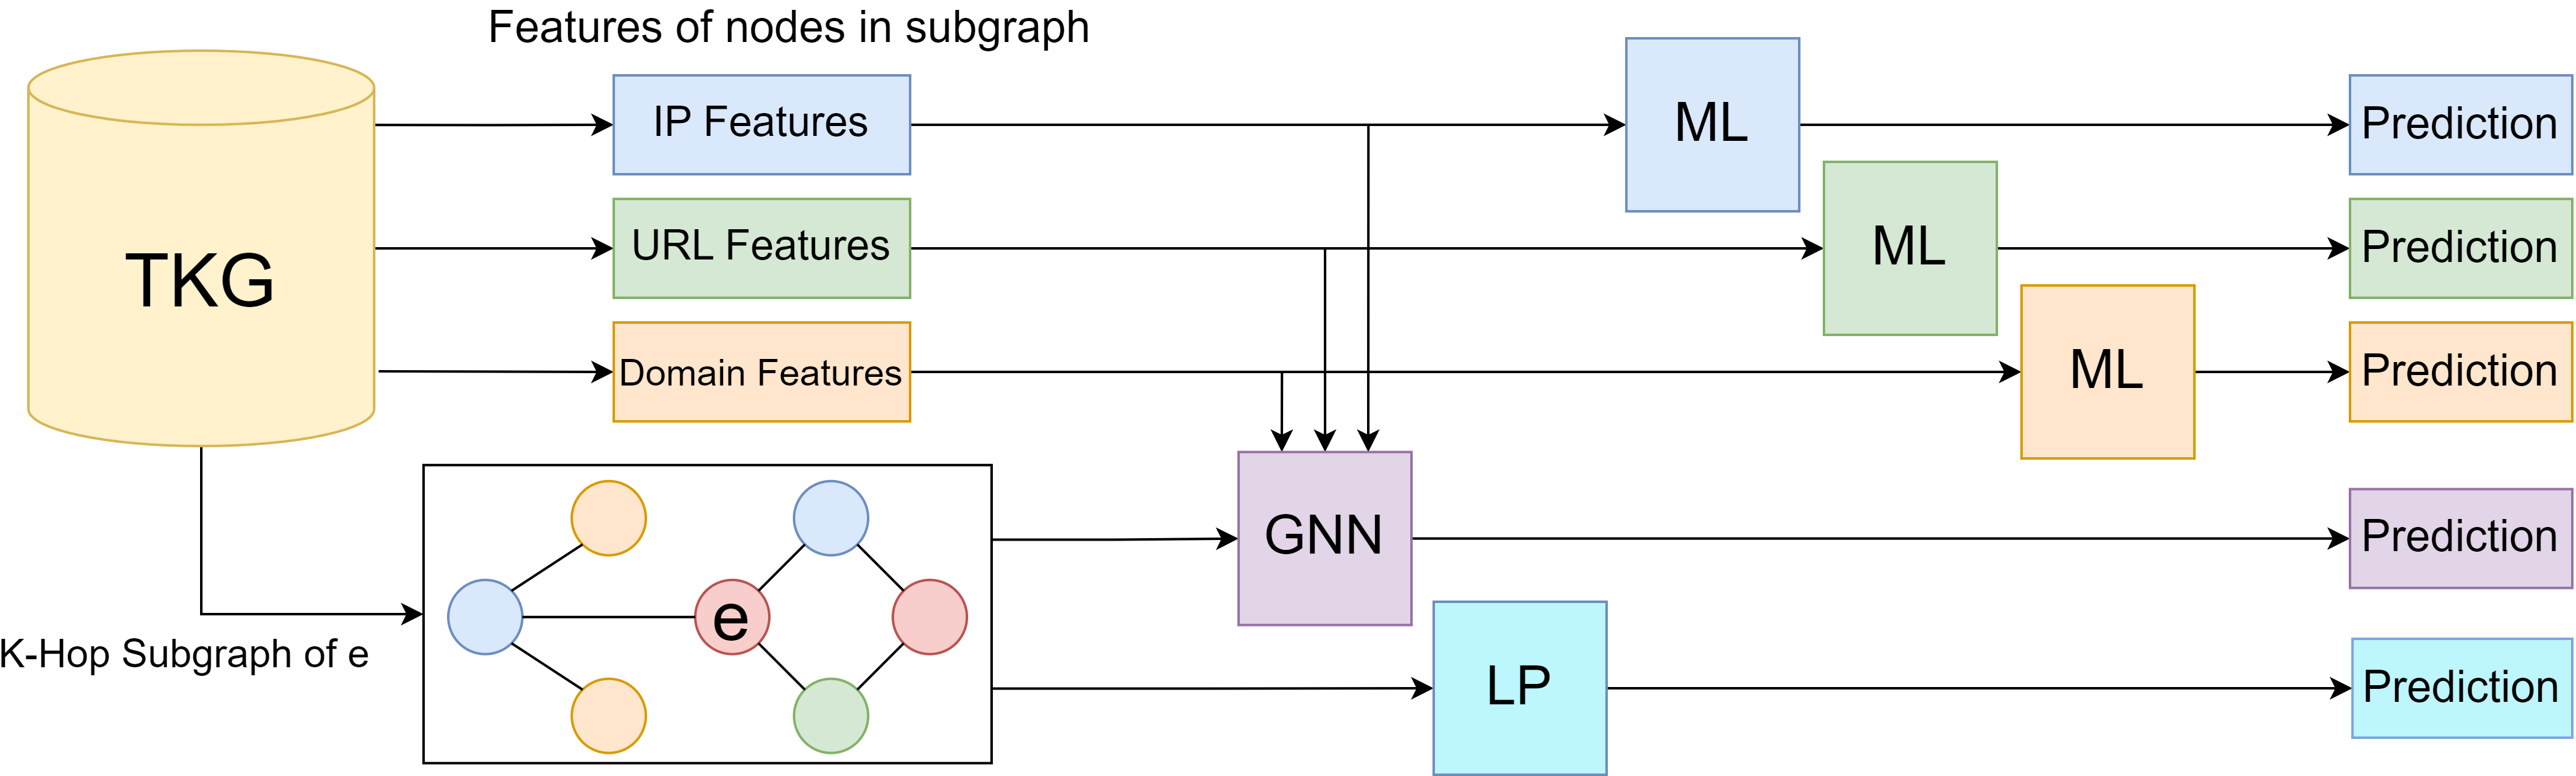 Features of nodes in subgraph
TKG
IP Features
ML
Prediction
URL Features
ML
Prediction
Domain Features
ML
Prediction
K-Hop Subgraph of e
e
GNN
Prediction
LP
Prediction